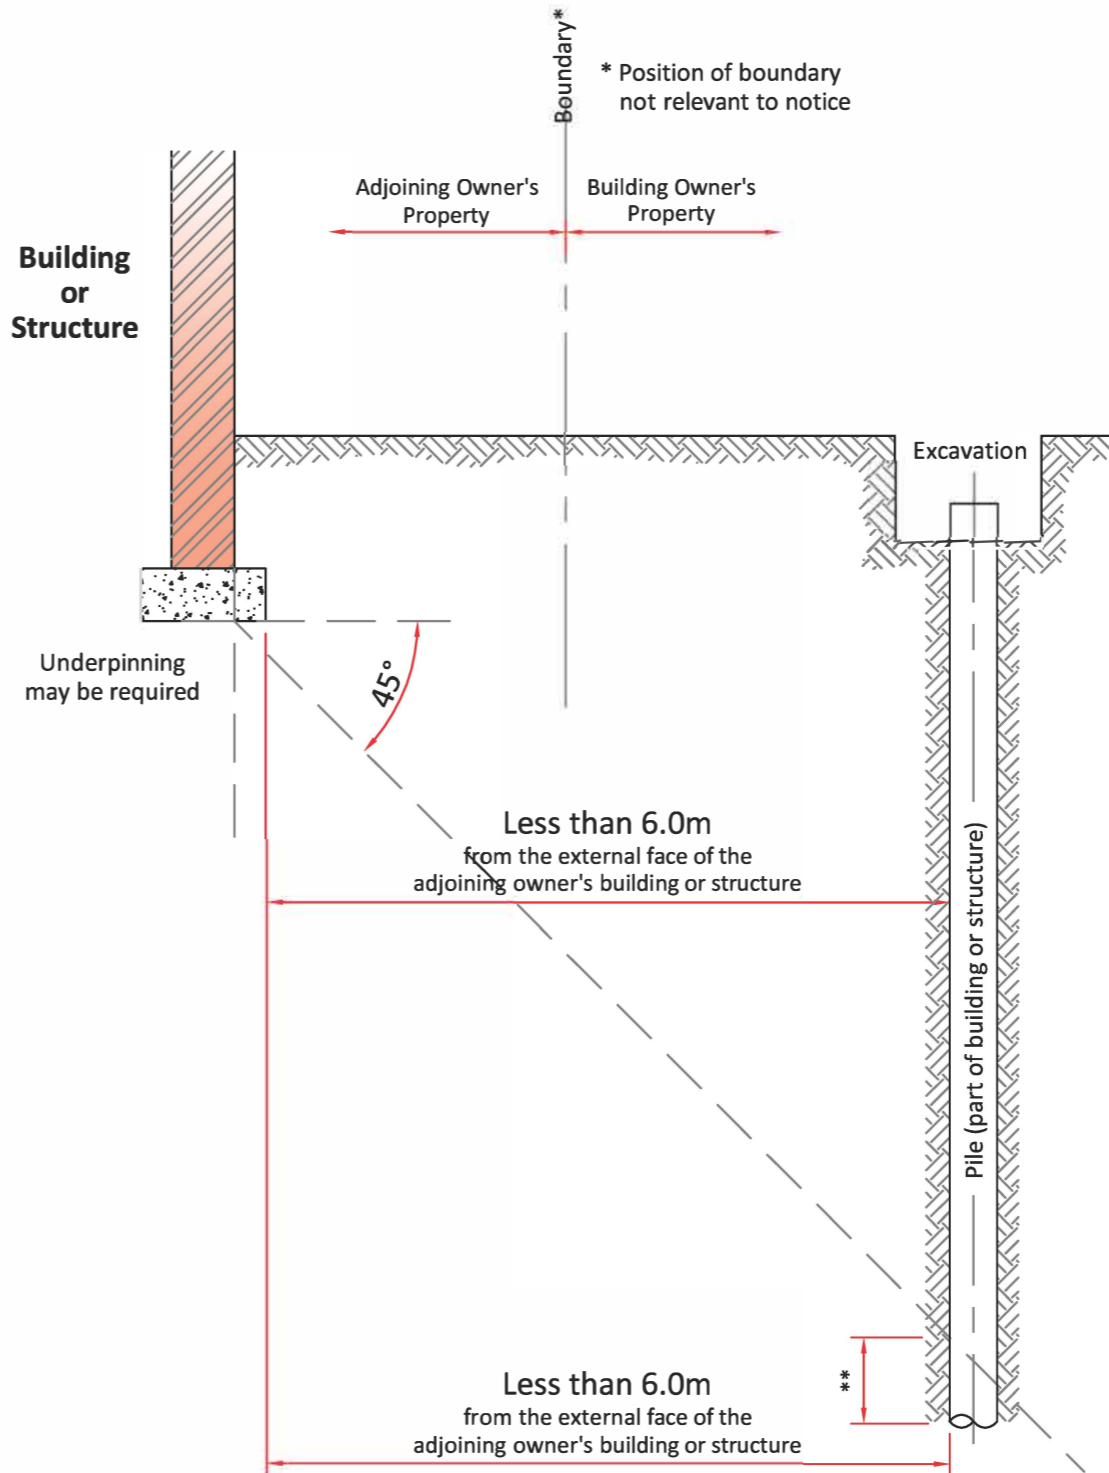 Boundary*
* Position of boundary
not relevant to notice
Adjoining Owner's
Property
Building Owner's
Property
Building
or
Structure
Excavation
Underpinning
may be required
45°
Less than 6.0m
from the external face of the
adjoining owner's building or structure
Pile (part of building or structure)
**
Less than 6.0m
from the external face of the
adjoining owner's building or structure